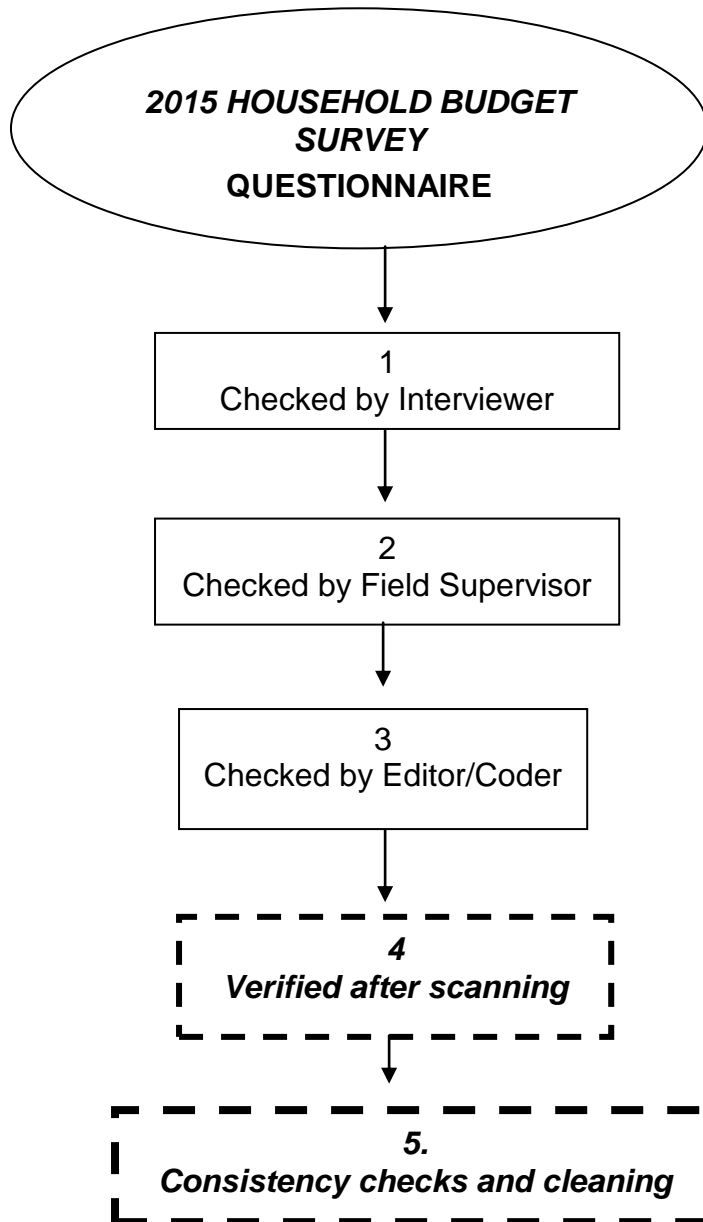 2015 HOUSEHOLD BUDGET
SURVEY
QUESTIONNAIRE
1
Checked by Interviewer
2
Checked by Field Supervisor
3
Checked by Editor/Coder
4
Verified after scanning
5.
Consistency checks and cleaning